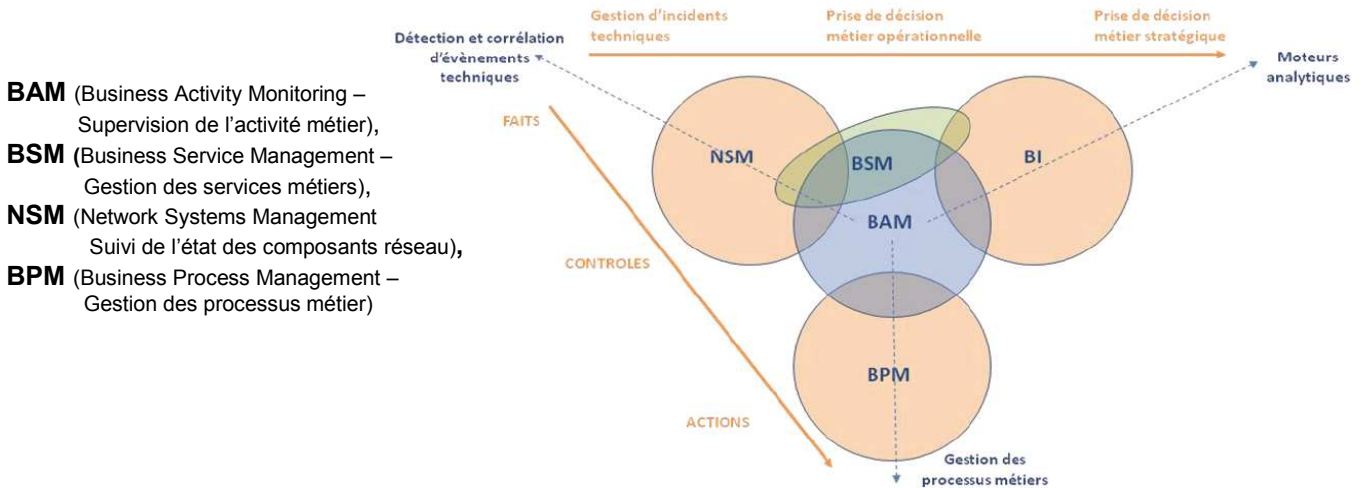 BAM (Business Activity Monitoring –
Supervision de l'activité métier),
BSM (Business Service Management –
Gestion des services métiers),
NSM (Network Systems Management
Suivi de l'état des composants réseau),
BPM (Business Process Management –
Gestion des processus métier)
Gestion d'incidents
techniques
Prise de décision
métier opérationnelle
Prise de décision
métier stratégique
Détection et corrélation
d'évènements
techniques
Moteurs
analytiques
FAITS
CONTROLES
ACTIONS
NSM
BSM
BI
BAM
BPM
Gestion des
processus métiers